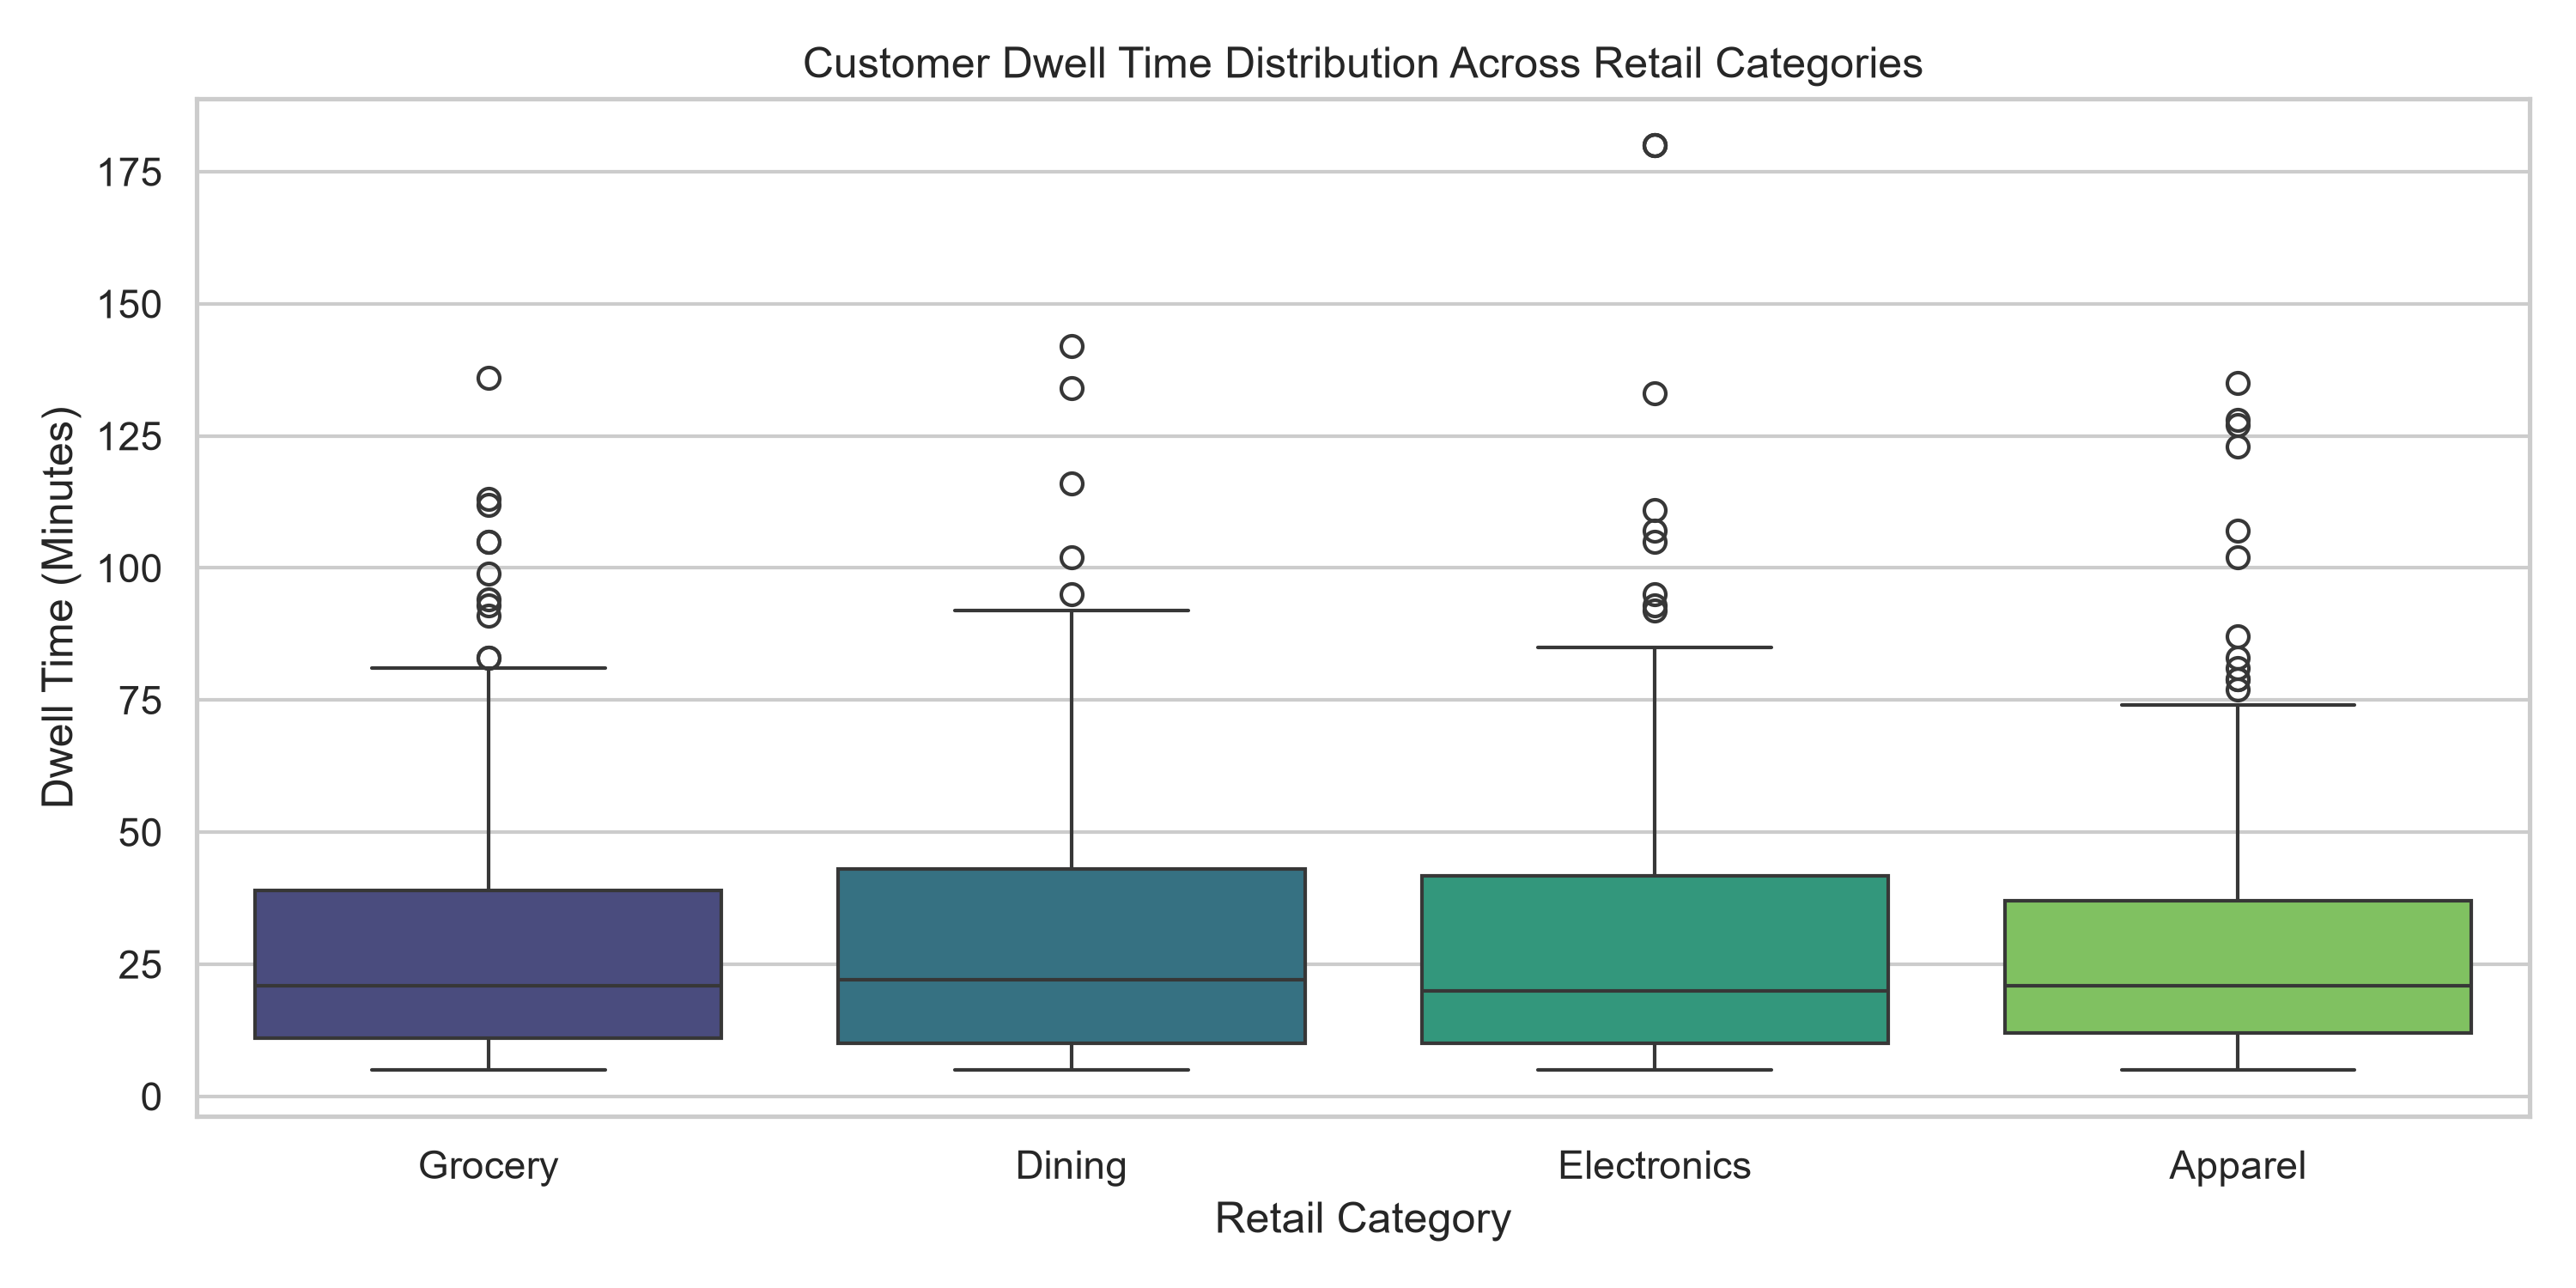 Customer Dwell Time Distribution Across Retail Categories
Dwell Time (Minutes)
175
150
125
100
75
50
25
0
Grocery Dining Electronics Apparel
Retail Category